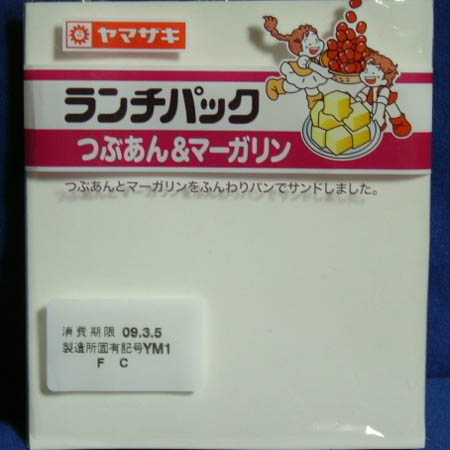 ヤマザキ
ランチパック
つぶあん&マーガリン
つぶあんとマーガリンをふんわりパンでサンドしました。
消費期限 09.3.5
製造所固有記号YM1
F C